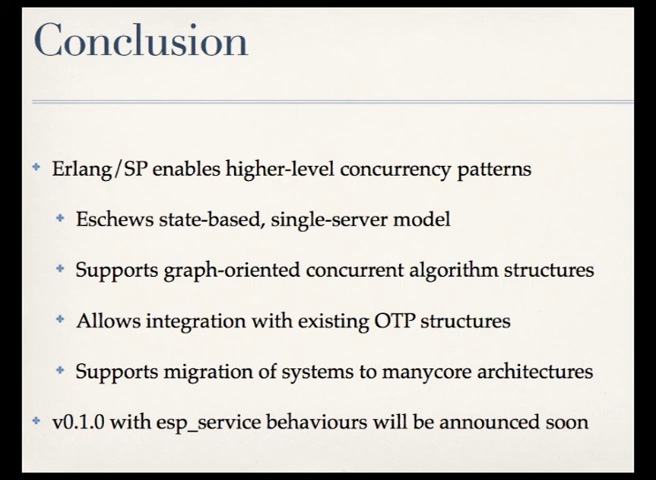 Conclusion
Erlang/SP enables higher-level concurrency patterns
Eschews state-based, single-server model
Supports graph-oriented concurrent algorithm structures
Allows integration with existing OTP structures
Supports migration of systems to manycore architectures
v0.1.0 with esp_service behaviours will be announced soon